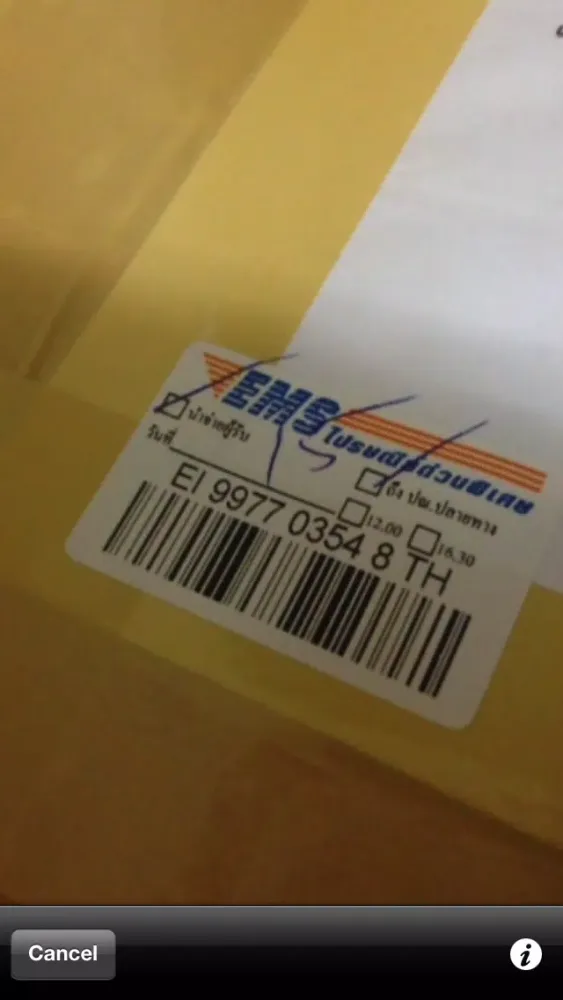 EMS
ไปรษณีย์ด่วนพิเศษ
นำจ่ายผู้รับ
ถึง ปณ.ปลายทาง
วันที่
15
12.00
16.30
EI 9977 0354 8 TH
Cancel
i